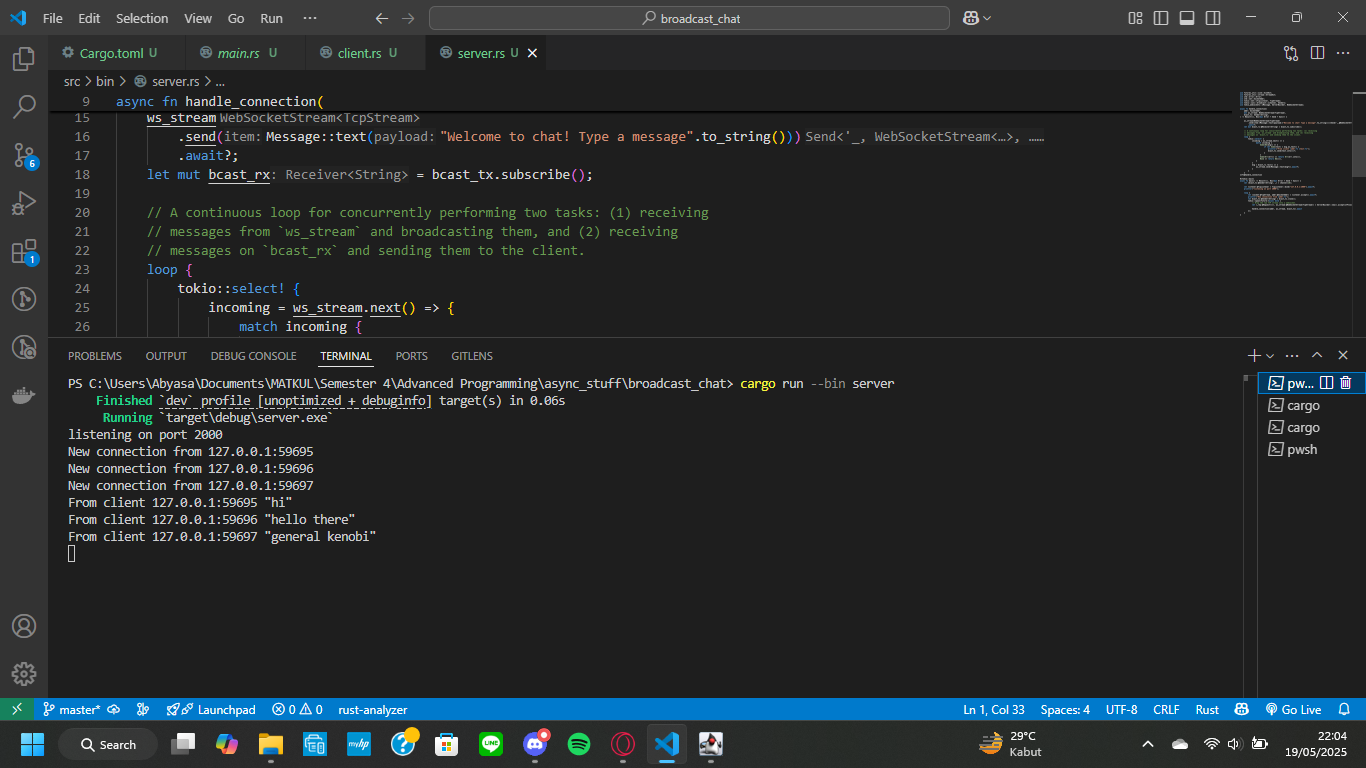 File Edit Selection View Go Run ··· broadcast_chat
Cargo.toml U main.rs U client.rs U server.rs U
src > bin > server.rs > ...
9 async fn handle_connection(
15 ws_stream WebSocketStream<TcpStream>
16 .send(item: Message::text(payload: "Welcome to chat! Type a message".to_string())) Send<'_, WebSocketStream<…>, ……
17 .await?;
18 let mut bcast_rx: Receiver<String> = bcast_tx.subscribe();
19
20 // A continuous loop for concurrently performing two tasks: (1) receiving
21 // messages from `ws_stream` and broadcasting them, and (2) receiving
22 // messages on `bcast_rx` and sending them to the client.
23 loop {
24 tokio::select! {
25 incoming = ws_stream.next() => {
26 match incoming {
PROBLEMS OUTPUT DEBUG CONSOLE TERMINAL PORTS GITLENS
PS C:\Users\Abyasa\Documents\MATKUL\Semester 4\Advanced Programming\async_stuff\broadcast_chat> cargo run --bin server
Finished `dev` profile [unoptimized + debuginfo] target(s) in 0.06s
Running `target\debug\server.exe`
listening on port 2000
New connection from 127.0.0.1:59695
New connection from 127.0.0.1:59696
New connection from 127.0.0.1:59697
From client 127.0.0.1:59695 "hi"
From client 127.0.0.1:59696 "hello there"
From client 127.0.0.1:59697 "general kenobi"
pw...
cargo
cargo
pwsh
6
1
master* Launchpad 0 0 rust-analyzer Ln 1, Col 33 Spaces: 4 UTF-8 CRLF Rust Go Live
Search
myhp
LINE
29°C
Kabut
22:04
19/05/2025